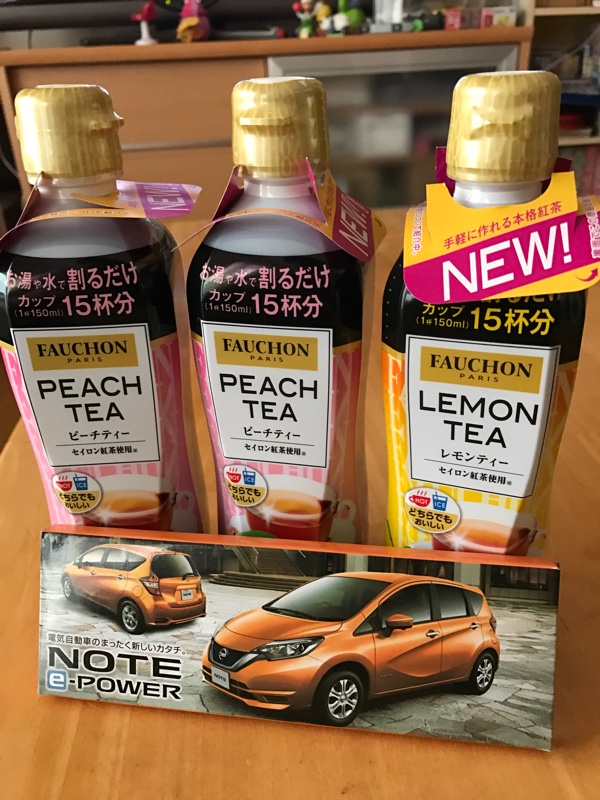 NEW!
お湯や水で割るだけ
カップ
(1杯150ml)
15杯分
FAUCHON
PARIS
PEACH
TEA
ピーチティー
セイロン紅茶使用※
HOT
ICE
どちらでも
おいしい
NEW!
お湯や水で割るだけ
カップ
(1杯150ml)
15杯分
FAUCHON
PARIS
PEACH
TEA
ピーチティー
セイロン紅茶使用※
HOT
ICE
どちらでも
おいしい
手軽に作れる本格紅茶
NEW!
カップ
(1杯150ml)
15杯分
FAUCHON
PARIS
LEMON
TEA
レモンティー
セイロン紅茶使用※
HOT
ICE
どちらでも
おいしい
電気自動車のまったく新しいカタチ。
NOTE
e-POWER
NOTE